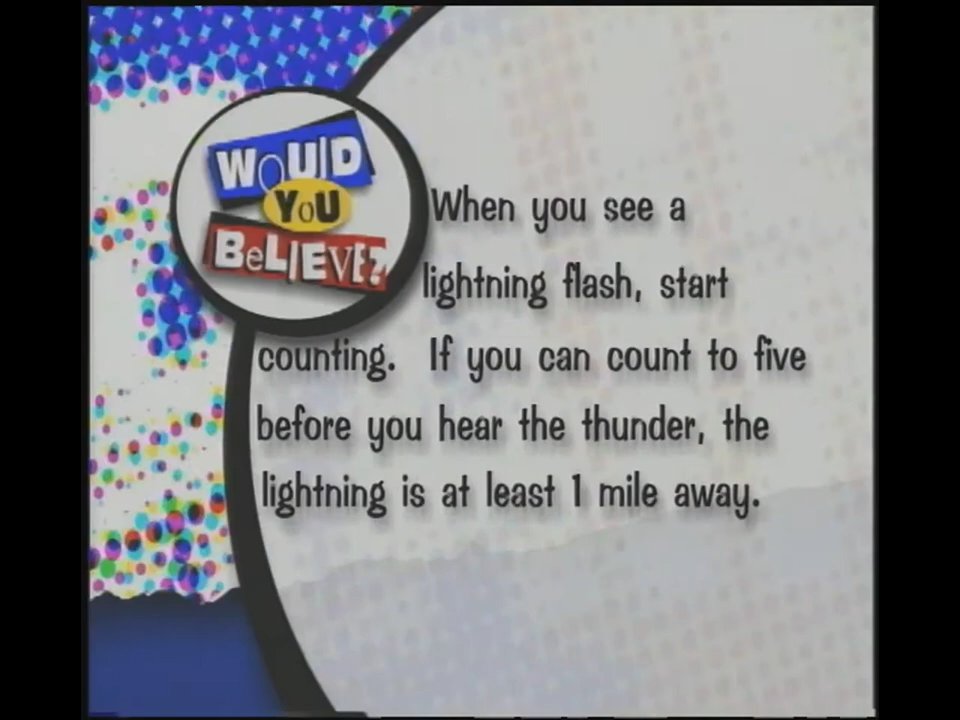 WOUlD
YoU
BeLIEVE?
When you see a
lightning flash, start
counting. If you can count to five
before you hear the thunder, the
lightning is at least 1 mile away.